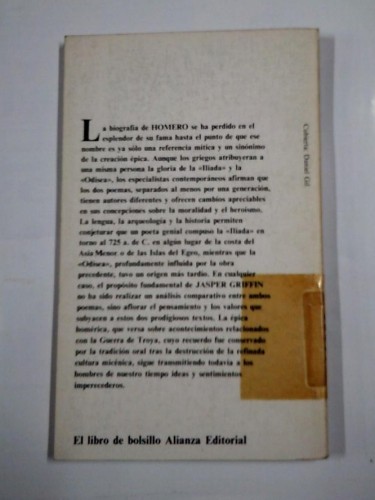 La biografía de HOMERO se ha perdido en el
esplendor de su fama hasta el punto de que ese
nombre es ya sólo una referencia mítica y un sinónimo
de la creación épica. Aunque los griegos atribuyeran a
una misma persona la gloria de la «Ilíada» y la
«Odisea», los especialistas contemporáneos afirman que
los dos poemas, separados al menos por una generación,
tienen autores diferentes y ofrecen cambios apreciables
en sus concepciones sobre la moralidad y el heroísmo.
La lengua, la arqueología y la historia permiten
conjeturar que un poeta genial compuso la «Ilíada» en
torno al 725 a. de C. en algún lugar de la costa del
Asia Menor o de las Islas del Egeo, mientras que la
«Odisea», profundamente influida por la obra
precedente, tuvo un origen más tardío. En cualquier
caso, el propósito fundamental de JASPER GRIFFIN
no ha sido realizar un análisis comparativo entre ambos
poemas, sino aflorar el pensamiento y los valores que
subyacen a estos dos prodigiosos textos. La épica
homérica, que versa sobre acontecimientos relacionados
con la Guerra de Troya, cuyo recuerdo fue conservado
por la tradición oral tras la destrucción de la refinada
cultura micénica, sigue transmitiendo todavía a los
hombres de nuestro tiempo ideas y sentimientos
imperecederos.
El libro de bolsillo Alianza Editorial
Cubierta: Daniel Gil